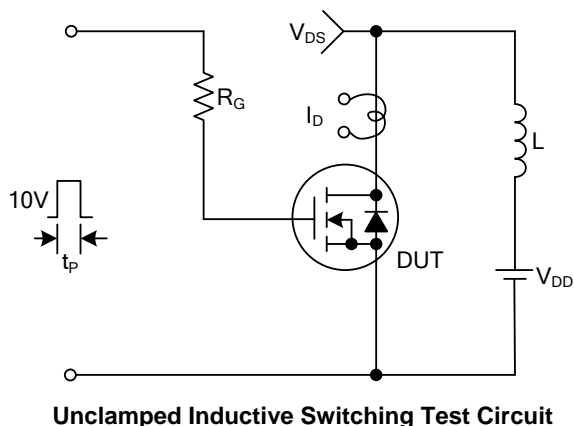 V_DS
R_G
I_D
L
10V
t_P
DUT
V_DD
Unclamped Inductive Switching Test Circuit